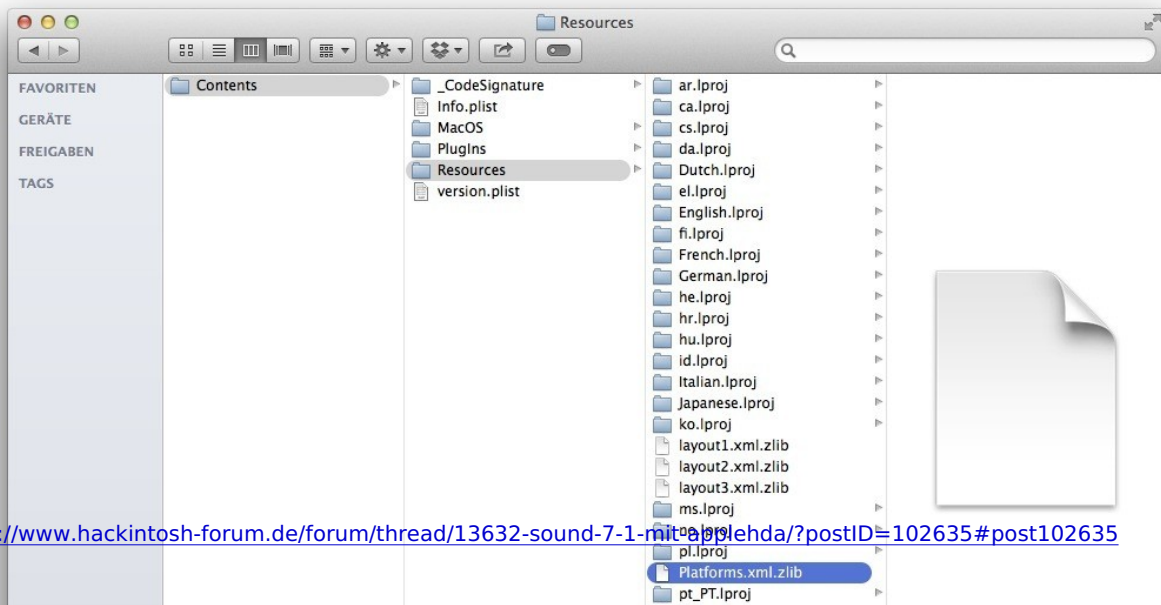 Resources
FAVORITEN
GERÄTE
FREIGABEN
TAGS
Contents
_CodeSignature
Info.plist
MacOS
PlugIns
Resources
version.plist
ar.lproj
ca.lproj
cs.lproj
da.lproj
Dutch.lproj
el.lproj
English.lproj
fi.lproj
French.lproj
German.lproj
he.lproj
hr.lproj
hu.lproj
id.lproj
Italian.lproj
Japanese.lproj
ko.lproj
layout1.xml.zlib
layout2.xml.zlib
layout3.xml.zlib
ms.lproj
://www.hackintosh-forum.de/forum/thread/13632-sound-7-1-mit-applehda/?postID=102635#post102635
pl.lproj
Platforms.xml.zlib
pt_PT.lproj